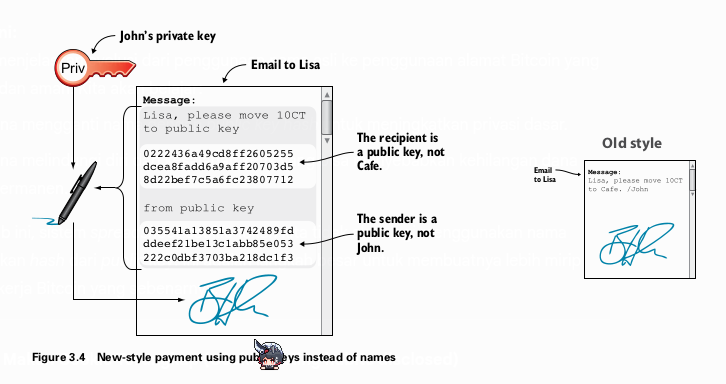 John's private key
Priv
Email to Lisa
Message:
Lisa, please move 10CT
to public key
0222436a49cd8ff2605255
dcea8fadd6a9aff20703d5
8d22bef7c5a6fc23807712
from public key
035541a13851a3742489fd
ddeef21be13c1abb85e053
222c0dbf3703ba218dc1f3
The recipient is
a public key, not
Cafe.
The sender is a
public key, not
John.
Old style
Email
to Lisa
Message:
Lisa, please move 10CT
to Cafe. /John
Figure 3.4 New-style payment using pub eys instead of names